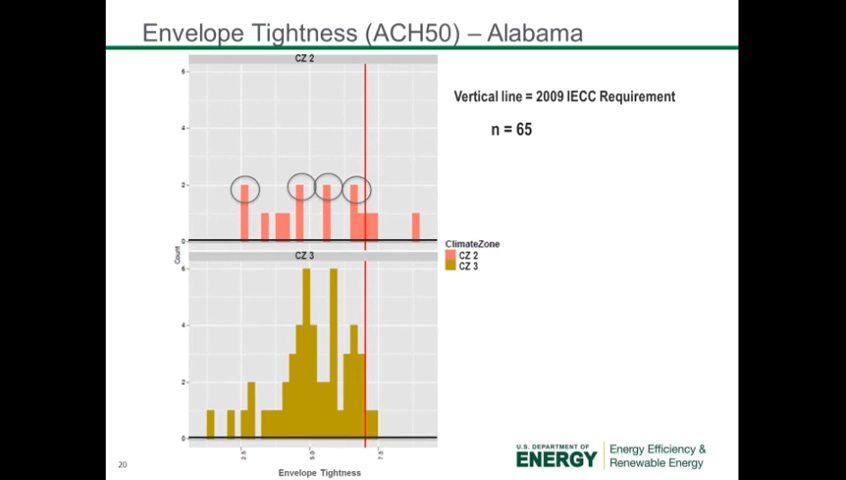 Envelope Tightness (ACH50) – Alabama
CZ 2
6
4
2
0
Vertical line = 2009 IECC Requirement
n = 65
Count
CZ 3
6
4
2
0
2.5
5.0
7.5
Envelope Tightness
ClimateZone
CZ 2
CZ 3
20
U.S. DEPARTMENT OF
ENERGY
Energy Efficiency &
Renewable Energy